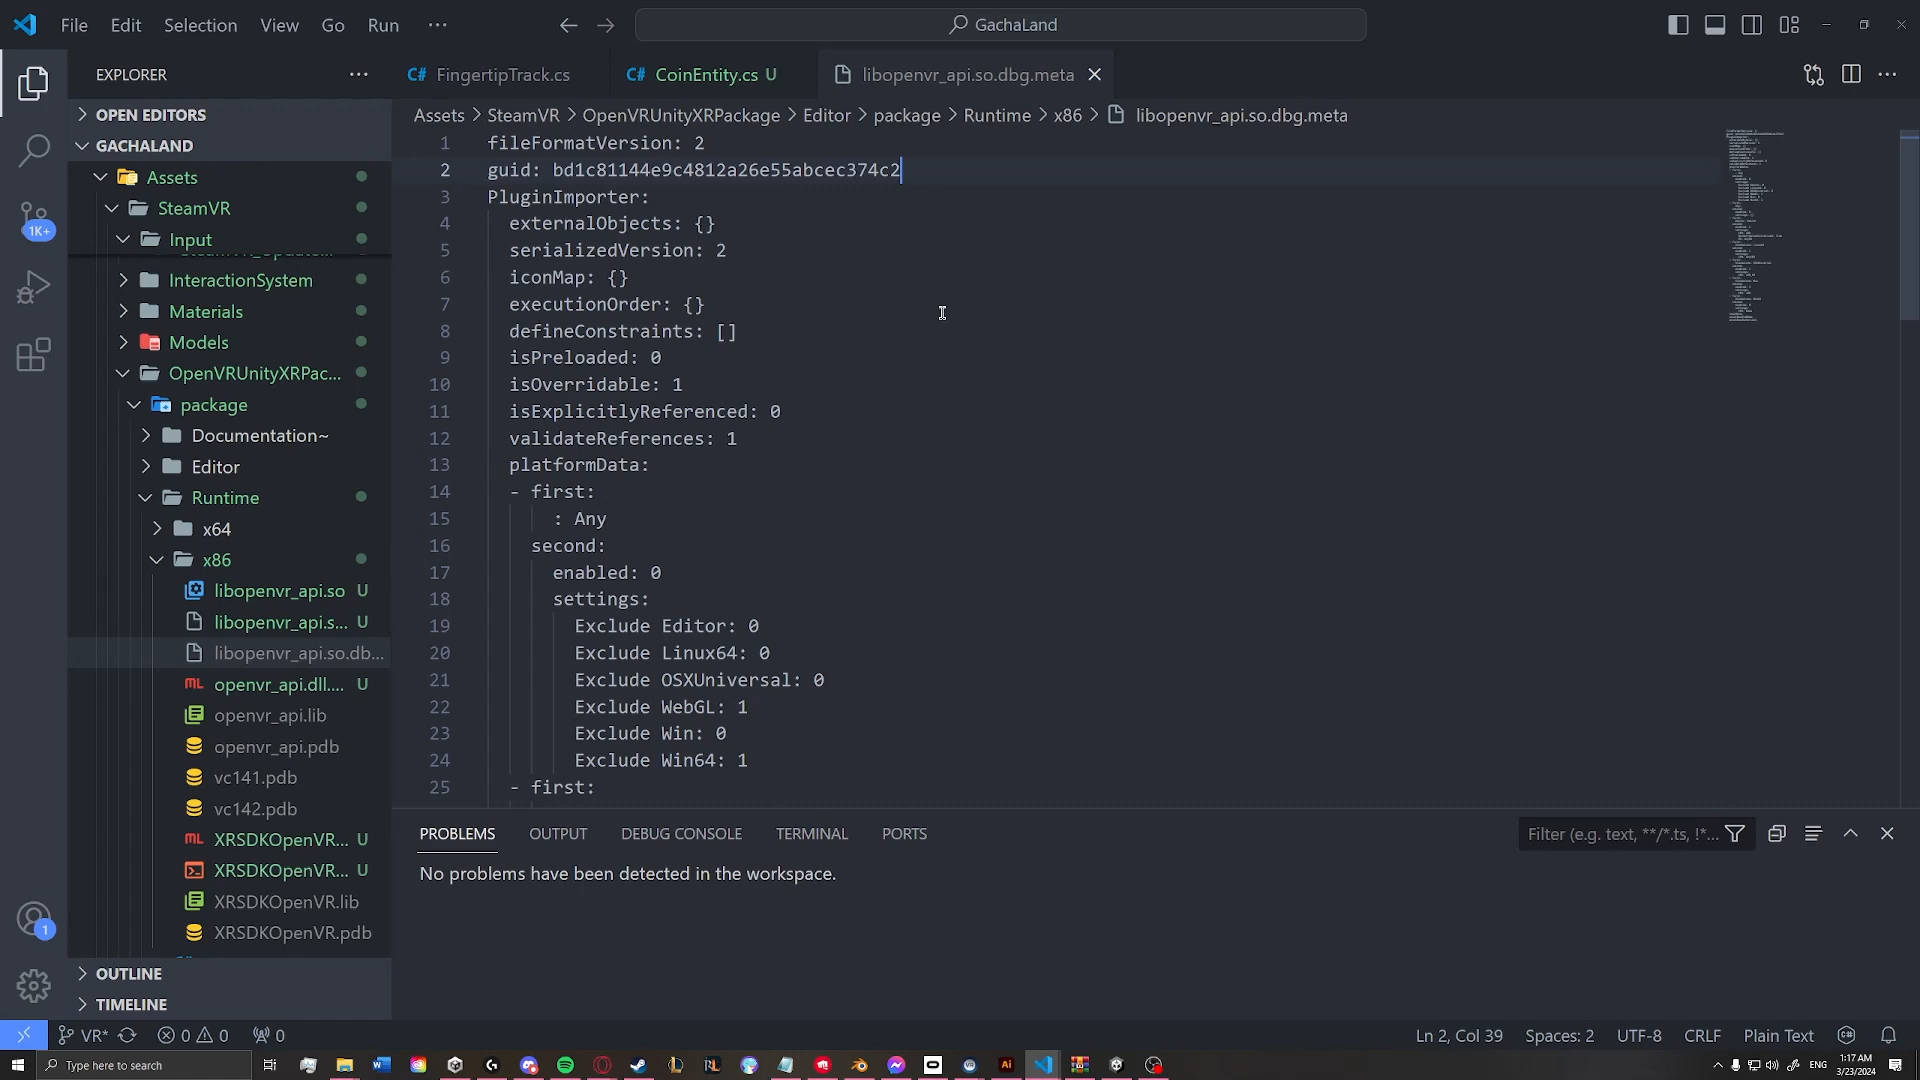 File Edit Selection View Go Run ··· GachaLand
EXPLORER ···
FingertipTrack.cs CoinEntity.cs U libopenvr_api.so.dbg.meta
Assets > SteamVR > OpenVRUnityXRPackage > Editor > package > Runtime > x86 > libopenvr_api.so.dbg.meta
OPEN EDITORS
GACHALAND
Assets
SteamVR
Input
InteractionSystem
Materials
Models
OpenVRUnityXRPac...
package
Documentation~
Editor
Runtime
x64
x86
libopenvr_api.so U
libopenvr_api.s... U
libopenvr_api.so.db...
openvr_api.dll.... U
openvr_api.lib
openvr_api.pdb
vc141.pdb
vc142.pdb
XRSDKOpenVR... U
XRSDKOpenVR... U
XRSDKOpenVR.lib
XRSDKOpenVR.pdb
OUTLINE
TIMELINE
1K+
1
1 fileFormatVersion: 2
2 guid: bd1c81144e9c4812a26e55abcec374c2
3 PluginImporter:
4 externalObjects: {}
5 serializedVersion: 2
6 iconMap: {}
7 executionOrder: {}
8 defineConstraints: []
9 isPreloaded: 0
10 isOverridable: 1
11 isExplicitlyReferenced: 0
12 validateReferences: 1
13 platformData:
14 - first:
15 : Any
16 second:
17 enabled: 0
18 settings:
19 Exclude Editor: 0
20 Exclude Linux64: 0
21 Exclude OSXUniversal: 0
22 Exclude WebGL: 1
23 Exclude Win: 0
24 Exclude Win64: 1
25 - first:
PROBLEMS OUTPUT DEBUG CONSOLE TERMINAL PORTS Filter (e.g. text, **/*.ts, !*...
No problems have been detected in the workspace.
VR* 0 0 0 Ln 2, Col 39 Spaces: 2 UTF-8 CRLF Plain Text
Type here to search ENG 1:17 AM
3/23/2024